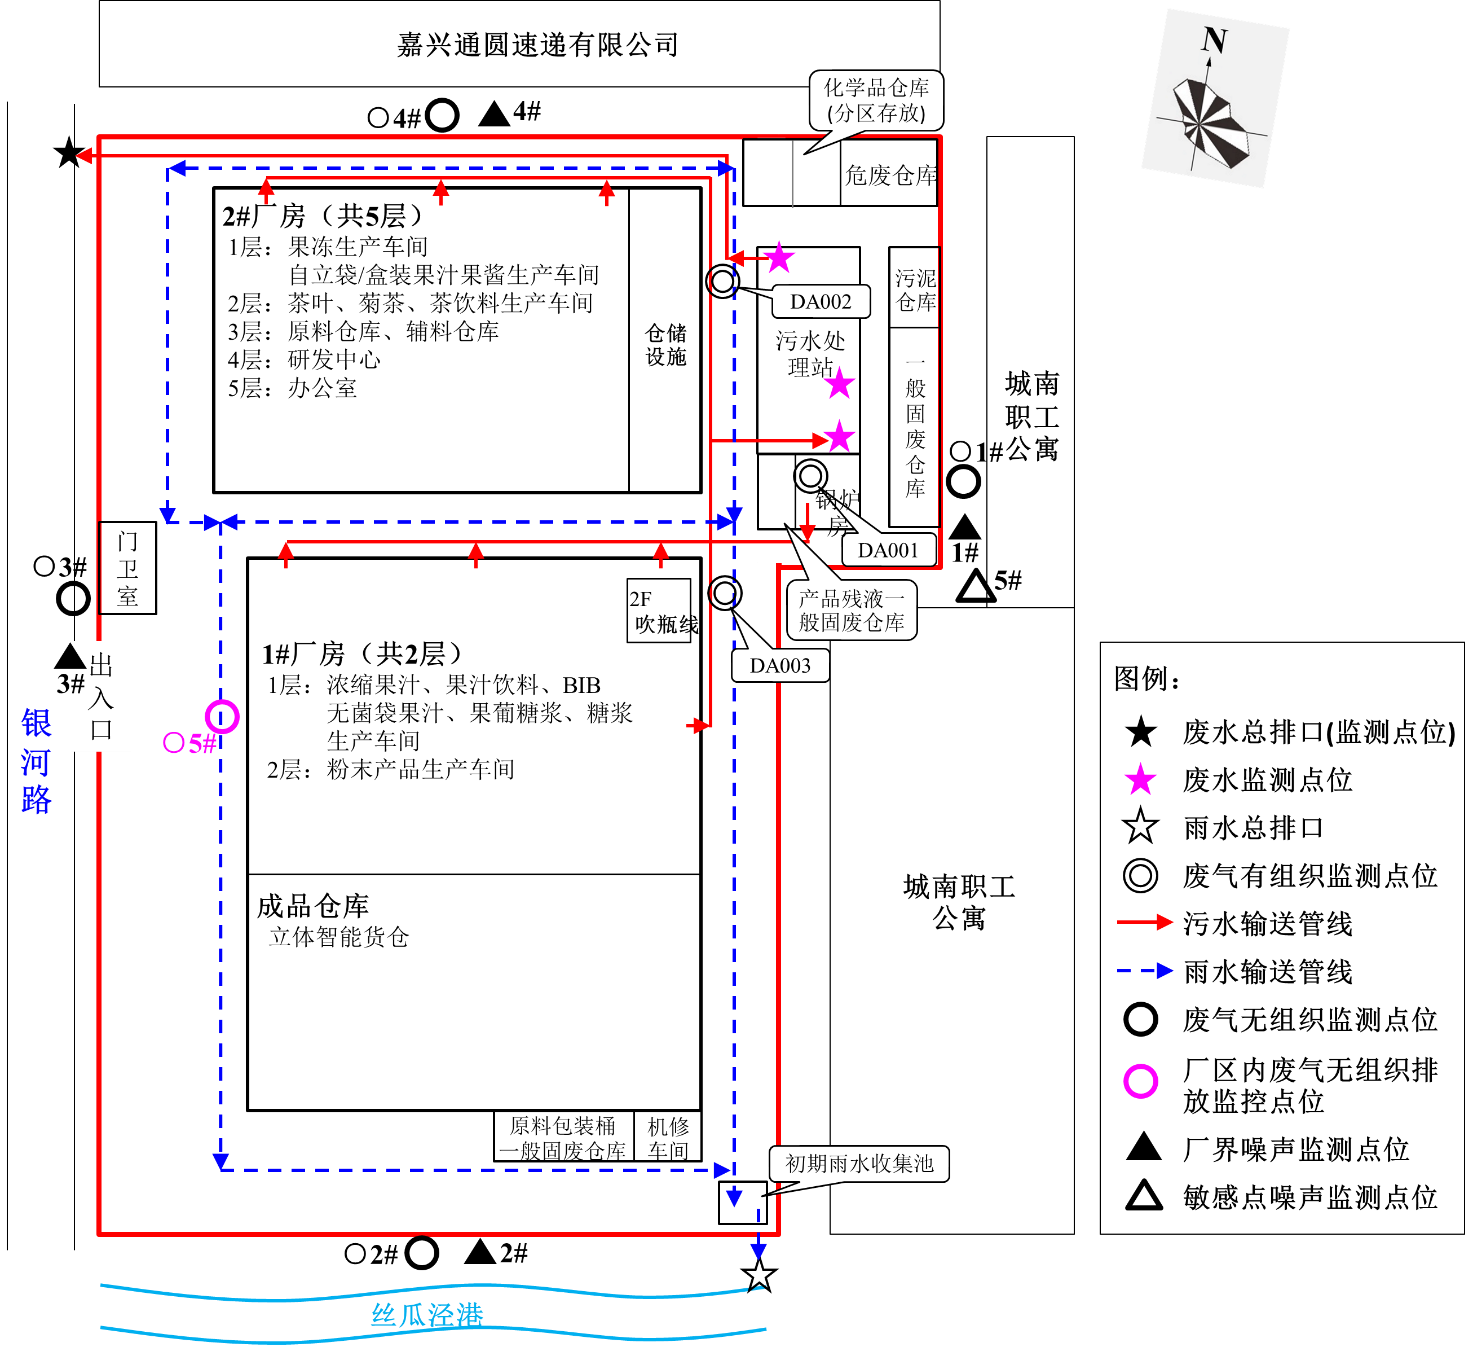 嘉兴通圆速递有限公司
N
○4#
4#
化学品仓库
(分区存放)
危废仓库
2#厂房（共5层）
1层：果冻生产车间
自立袋/盒装果汁果酱生产车间
2层：茶叶、菊茶、茶饮料生产车间
3层：原料仓库、辅料仓库
4层：研发中心
5层：办公室
仓储
设施
DA002
污水处
理站
污泥
仓库
一般固废仓库
城南
职工
公寓
○1#
1#
5#
锅炉
房
DA001
产品残液一
般固废仓库
门卫室
○3#
3#
出入口
银河路
2F
吹瓶线
DA003
1#厂房（共2层）
1层：浓缩果汁、果汁饮料、BIB
无菌袋果汁、果葡糖浆、糖浆
生产车间
2层：粉末产品生产车间
○5#
成品仓库
立体智能货仓
城南职工
公寓
原料包装桶
一般固废仓库
机修
车间
初期雨水收集池
○2#
2#
丝瓜泾港
图例：
废水总排口(监测点位)
废水监测点位
雨水总排口
废气有组织监测点位
污水输送管线
雨水输送管线
废气无组织监测点位
厂区内废气无组织排
放监控点位
厂界噪声监测点位
敏感点噪声监测点位